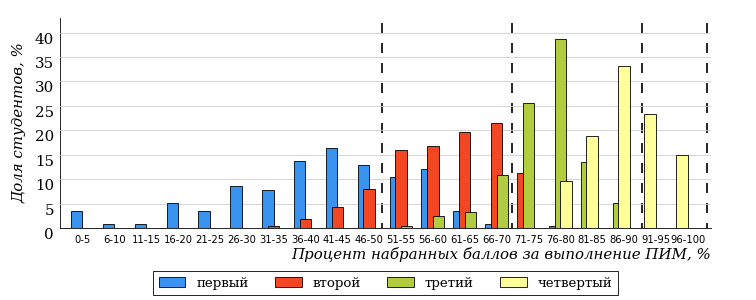 Доля студентов, %
40
35
30
25
20
15
10
5
0
0-5 6-10 11-15 16-20 21-25 26-30 31-35 36-40 41-45 46-50 51-55 56-60 61-65 66-70 71-75 76-80 81-85 86-90 91-95 96-100
Процент набранных баллов за выполнение ПИМ, %
первый второй третий четвертый